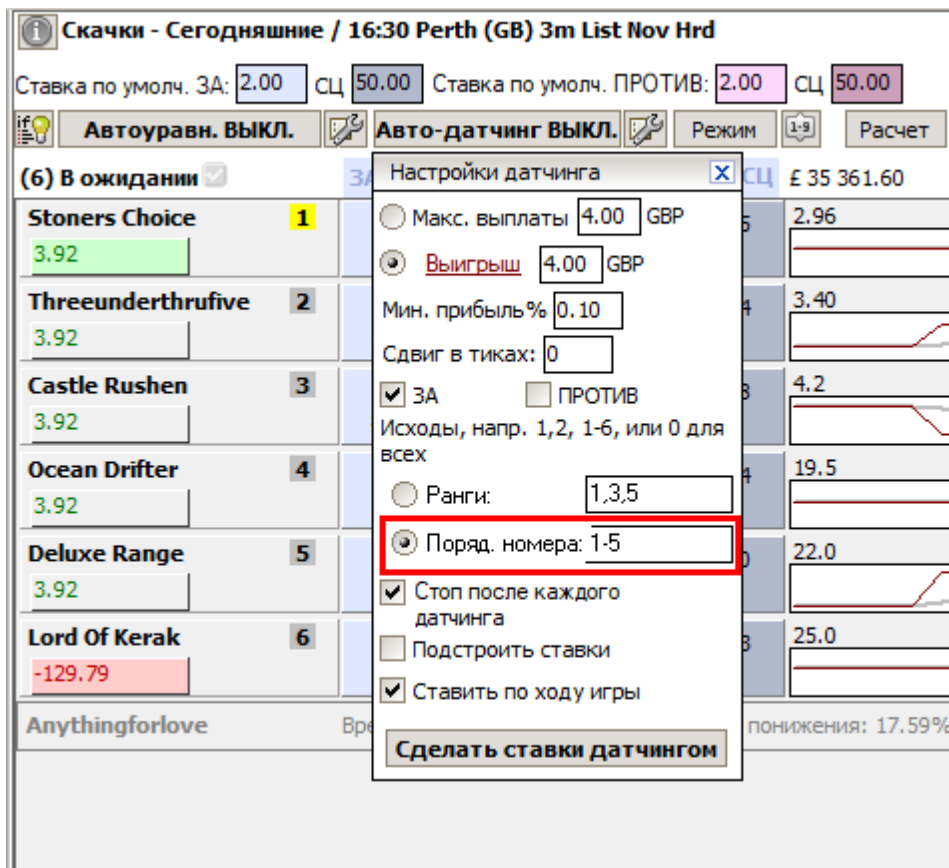 Скачки - Сегодняшние / 16:30 Perth (GB) 3m List Nov Hrd
Ставка по умолч. ЗА: 2.00 СЦ 50.00 Ставка по умолч. ПРОТИВ: 2.00 СЦ 50.00
if Автоуравн. ВЫКЛ. Авто-датчинг ВЫКЛ. Режим 1-9 Расчет
(6) В ожидании СЦ £ 35 361.60
Настройки датчинга X
Stoners Choice 1 2.96
3.92
Макс. выплаты 4.00 GBP
Выигрыш 4.00 GBP
Threeunderthrufive 2 3.40
3.92
Мин. прибыль% 0.10
Сдвиг в тиках: 0
Castle Rushen 3 4.2
3.92
ЗА ПРОТИВ
Исходы, напр. 1,2, 1-6, или 0 для
всех
Ocean Drifter 4 19.5
3.92
Ранги: 1,3,5
Поряд. номера: 1-5
Deluxe Range 5 22.0
3.92
Стоп после каждого
датчинга
Lord Of Kerak 6 25.0
-129.79
Подстроить ставки
Ставить по ходу игры
Anythingforlove понижения: 17.59%
Сделать ставки датчингом